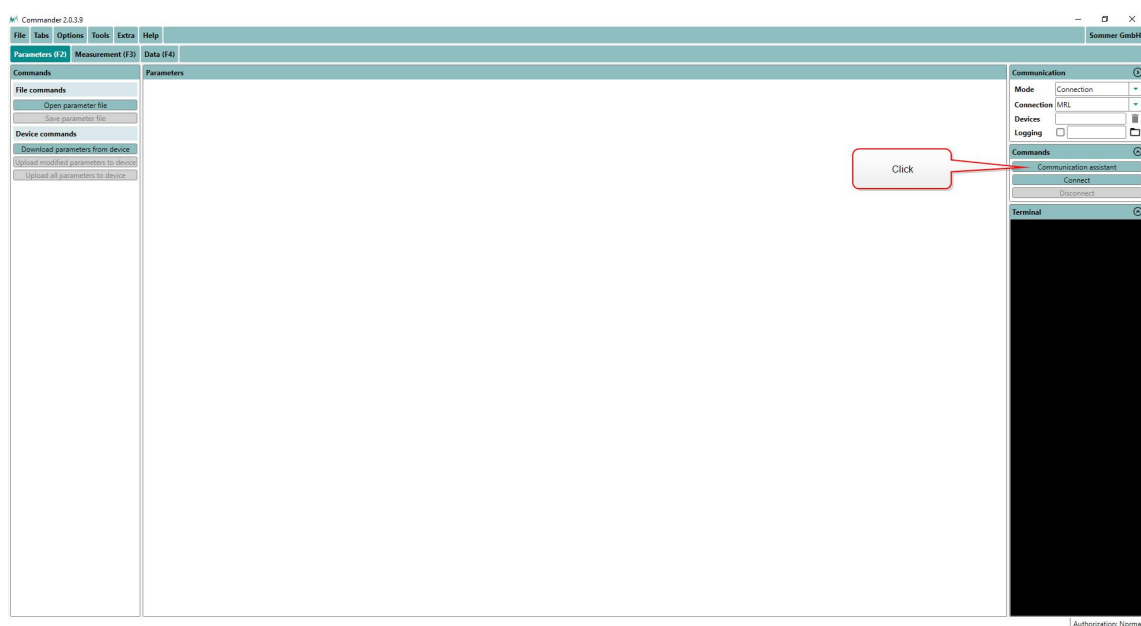 Commander 2.0.3.9
File Tabs Options Tools Extra Help Sommer GmbH
Parameters (F2) Measurement (F3) Data (F4)
Commands
File commands
Open parameter file
Save parameter file
Device commands
Download parameters from device
Upload modified parameters to device
Upload all parameters to device
Parameters
Click
Communication
Mode Connection
Connection MRL
Devices
Logging
Commands
Communication assistant
Connect
Disconnect
Terminal
Authorization: Norma